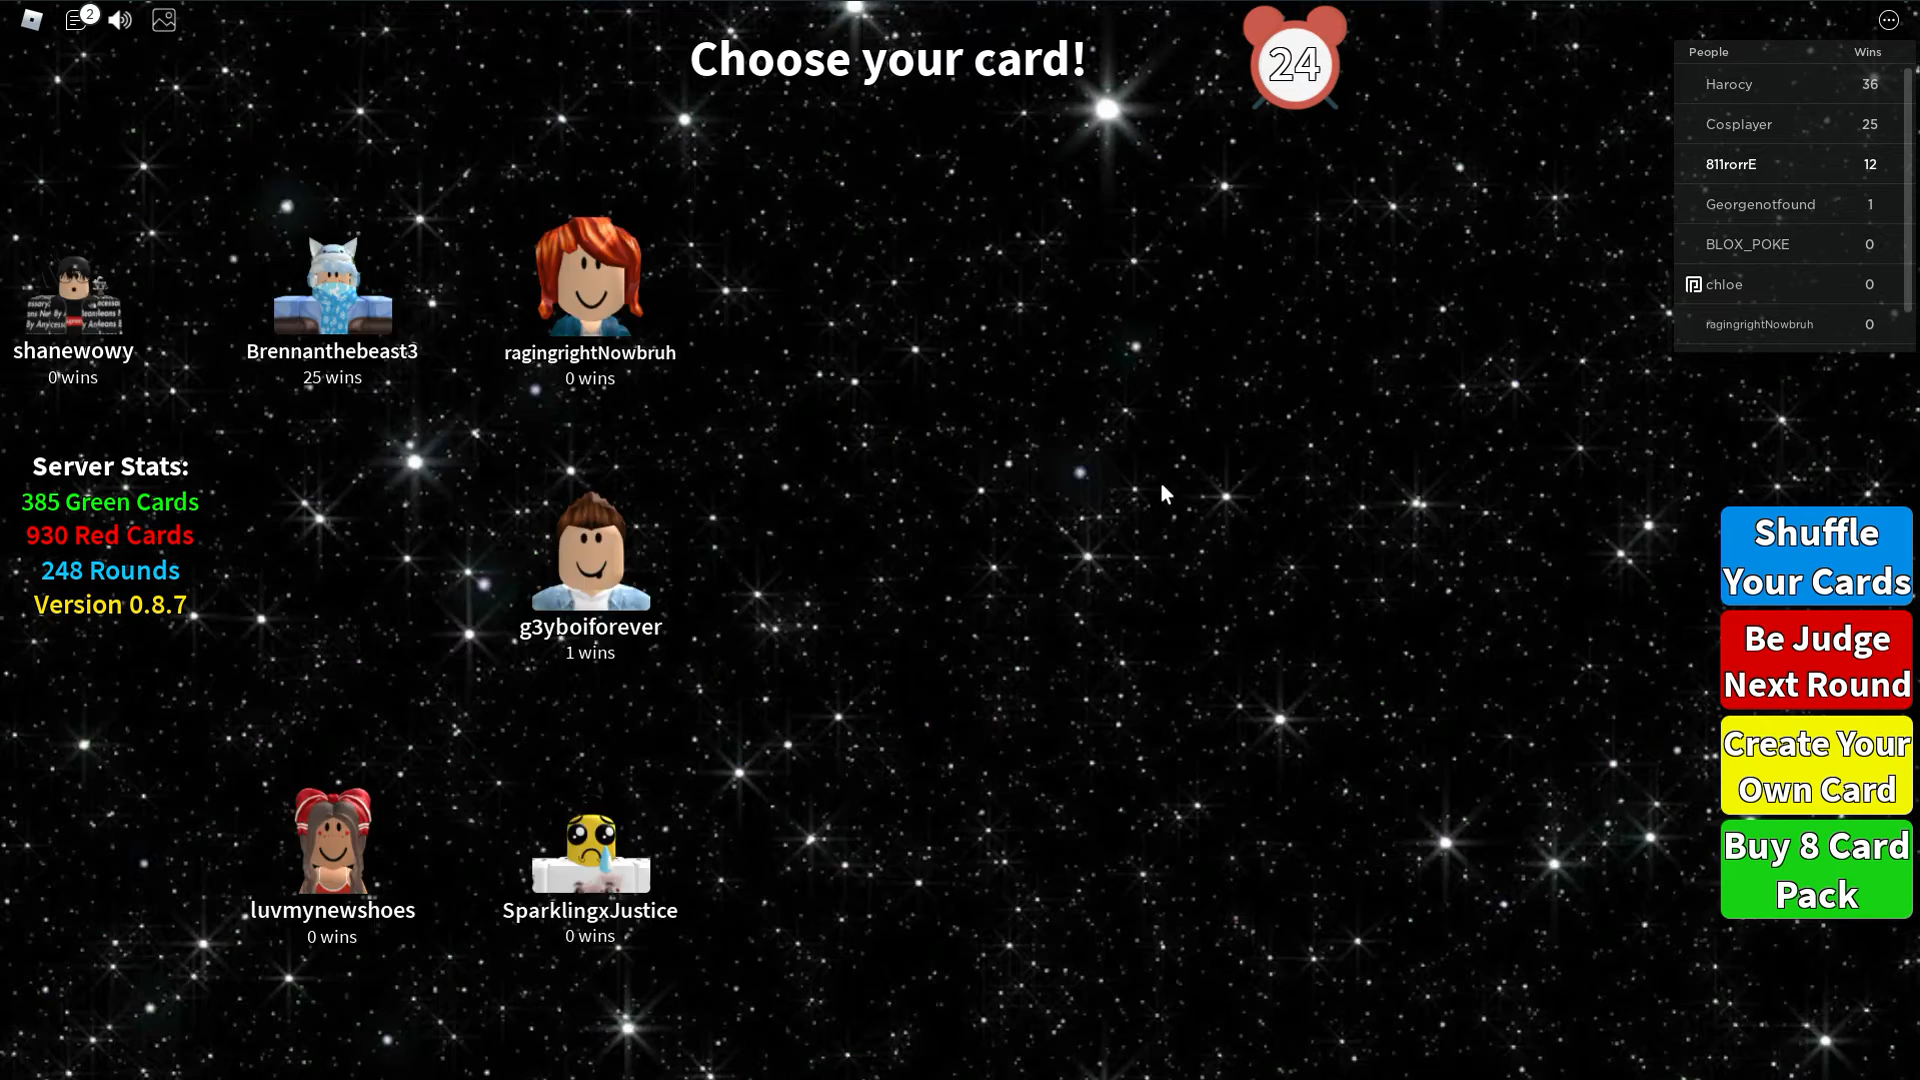 2
Choose your card!
24
People Wins
Harocy 36
Cosplayer 25
811rorrE 12
Georgenotfound 1
BLOX_POKE 0
chloe 0
ragingrightNowbruh 0
shanewowy
0 wins
Brennanthebeast3
25 wins
ragingrightNowbruh
0 wins
Server Stats:
385 Green Cards
930 Red Cards
248 Rounds
Version 0.8.7
g3yboiforever
1 wins
luvmynewshoes
0 wins
SparklingxJustice
0 wins
Shuffle
Your Cards
Be Judge
Next Round
Create Your
Own Card
Buy 8 Card
Pack